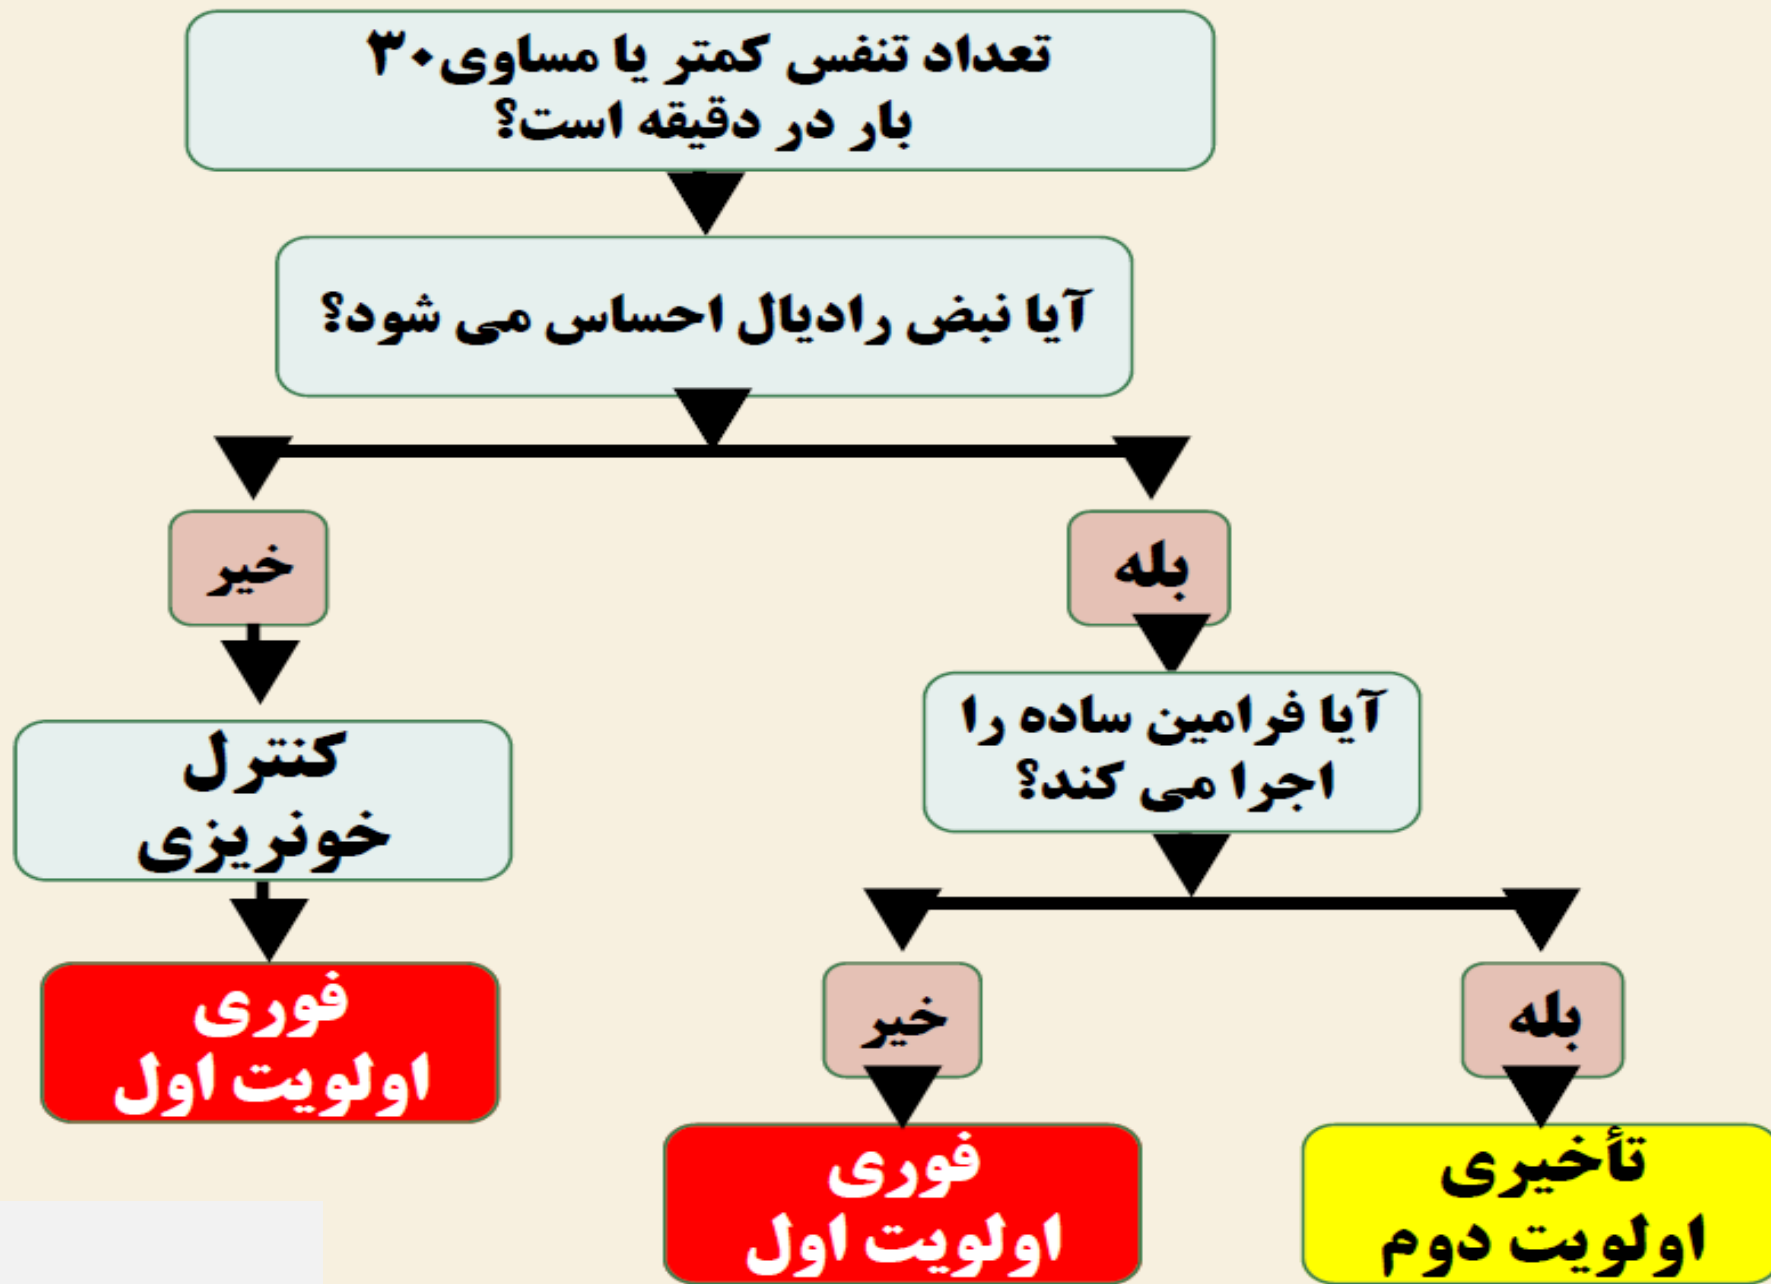 تعداد تنفس کمتر یا مساوی۳۰
بار در دقیقه است؟
آیا نبض رادیال احساس می شود؟
بله
خیر
آیا فرامین ساده را
اجرا می کند؟
کنترل
خونریزی
بله
خیر
فوری
اولویت اول
تأخیری
اولویت دوم
فوری
اولویت اول